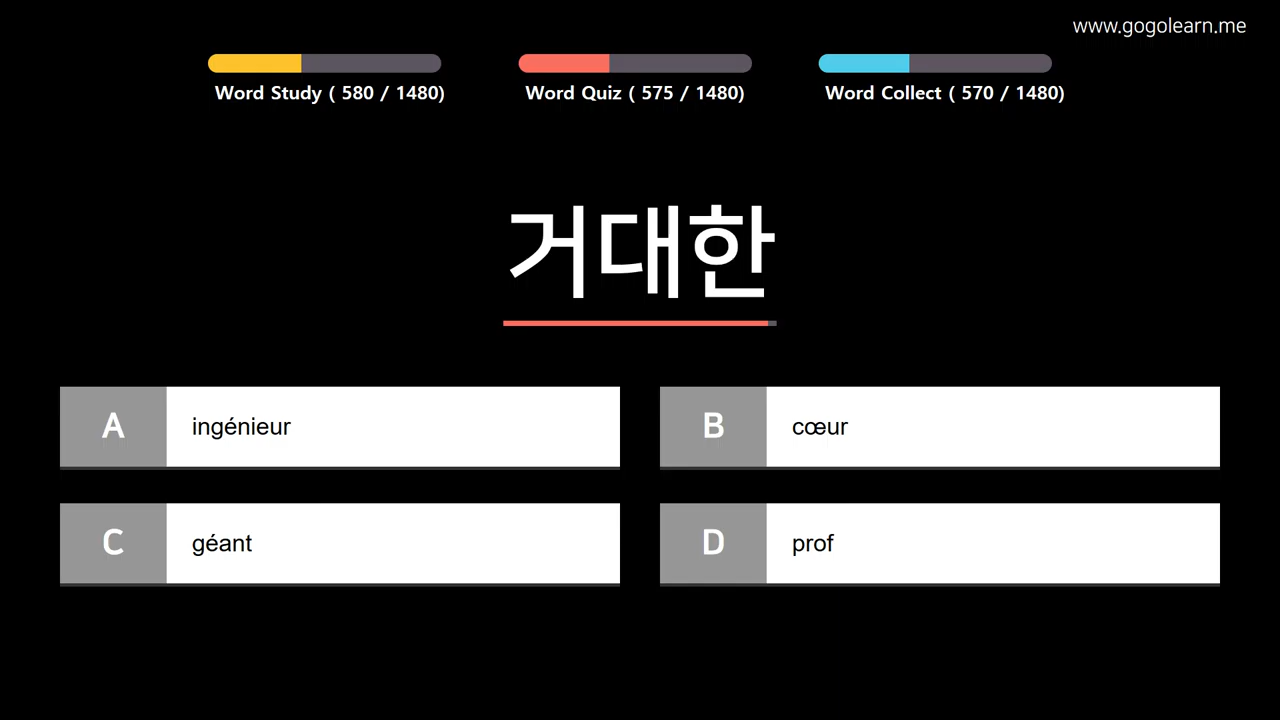 www.gogolearn.me
Word Study ( 580 / 1480)
Word Quiz ( 575 / 1480)
Word Collect ( 570 / 1480)
거대한
A ingénieur
B cœur
C géant
D prof